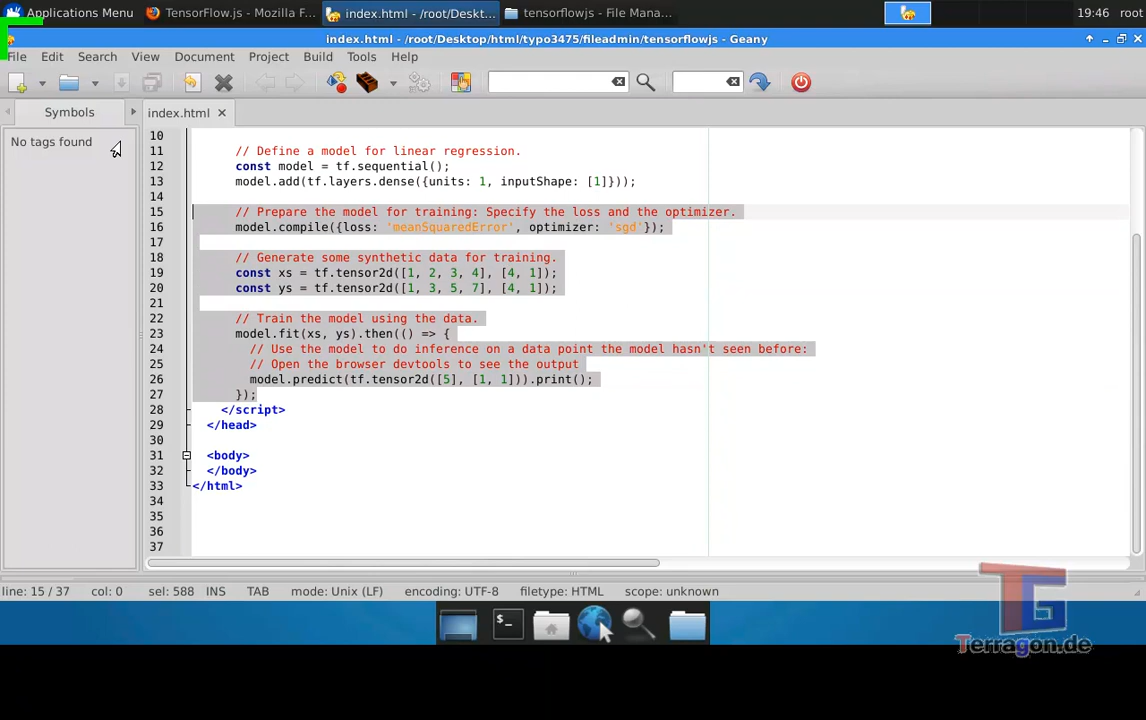 Applications Menu
TensorFlow.js - Mozilla F...
index.html - /root/Deskt...
tensorflowjs - File Mana...
19:46
root
index.html - /root/Desktop/html/typo3475/fileadmin/tensorflowjs - Geany
File Edit Search View Document Project Build Tools Help
Symbols
index.html
No tags found
10
11 // Define a model for linear regression.
12 const model = tf.sequential();
13 model.add(tf.layers.dense({units: 1, inputShape: [1]}));
14
15 // Prepare the model for training: Specify the loss and the optimizer.
16 model.compile({loss: 'meanSquaredError', optimizer: 'sgd'});
17
18 // Generate some synthetic data for training.
19 const xs = tf.tensor2d([1, 2, 3, 4], [4, 1]);
20 const ys = tf.tensor2d([1, 3, 5, 7], [4, 1]);
21
22 // Train the model using the data.
23 model.fit(xs, ys).then(() => {
24 // Use the model to do inference on a data point the model hasn't seen before:
25 // Open the browser devtools to see the output
26 model.predict(tf.tensor2d([5], [1, 1])).print();
27 });
28 </script>
29 </head>
30
31 <body>
32 </body>
33 </html>
34
35
36
37
line: 15 / 37 col: 0 sel: 588 INS TAB mode: Unix (LF) encoding: UTF-8 filetype: HTML scope: unknown
$_
TG
Terragon.de